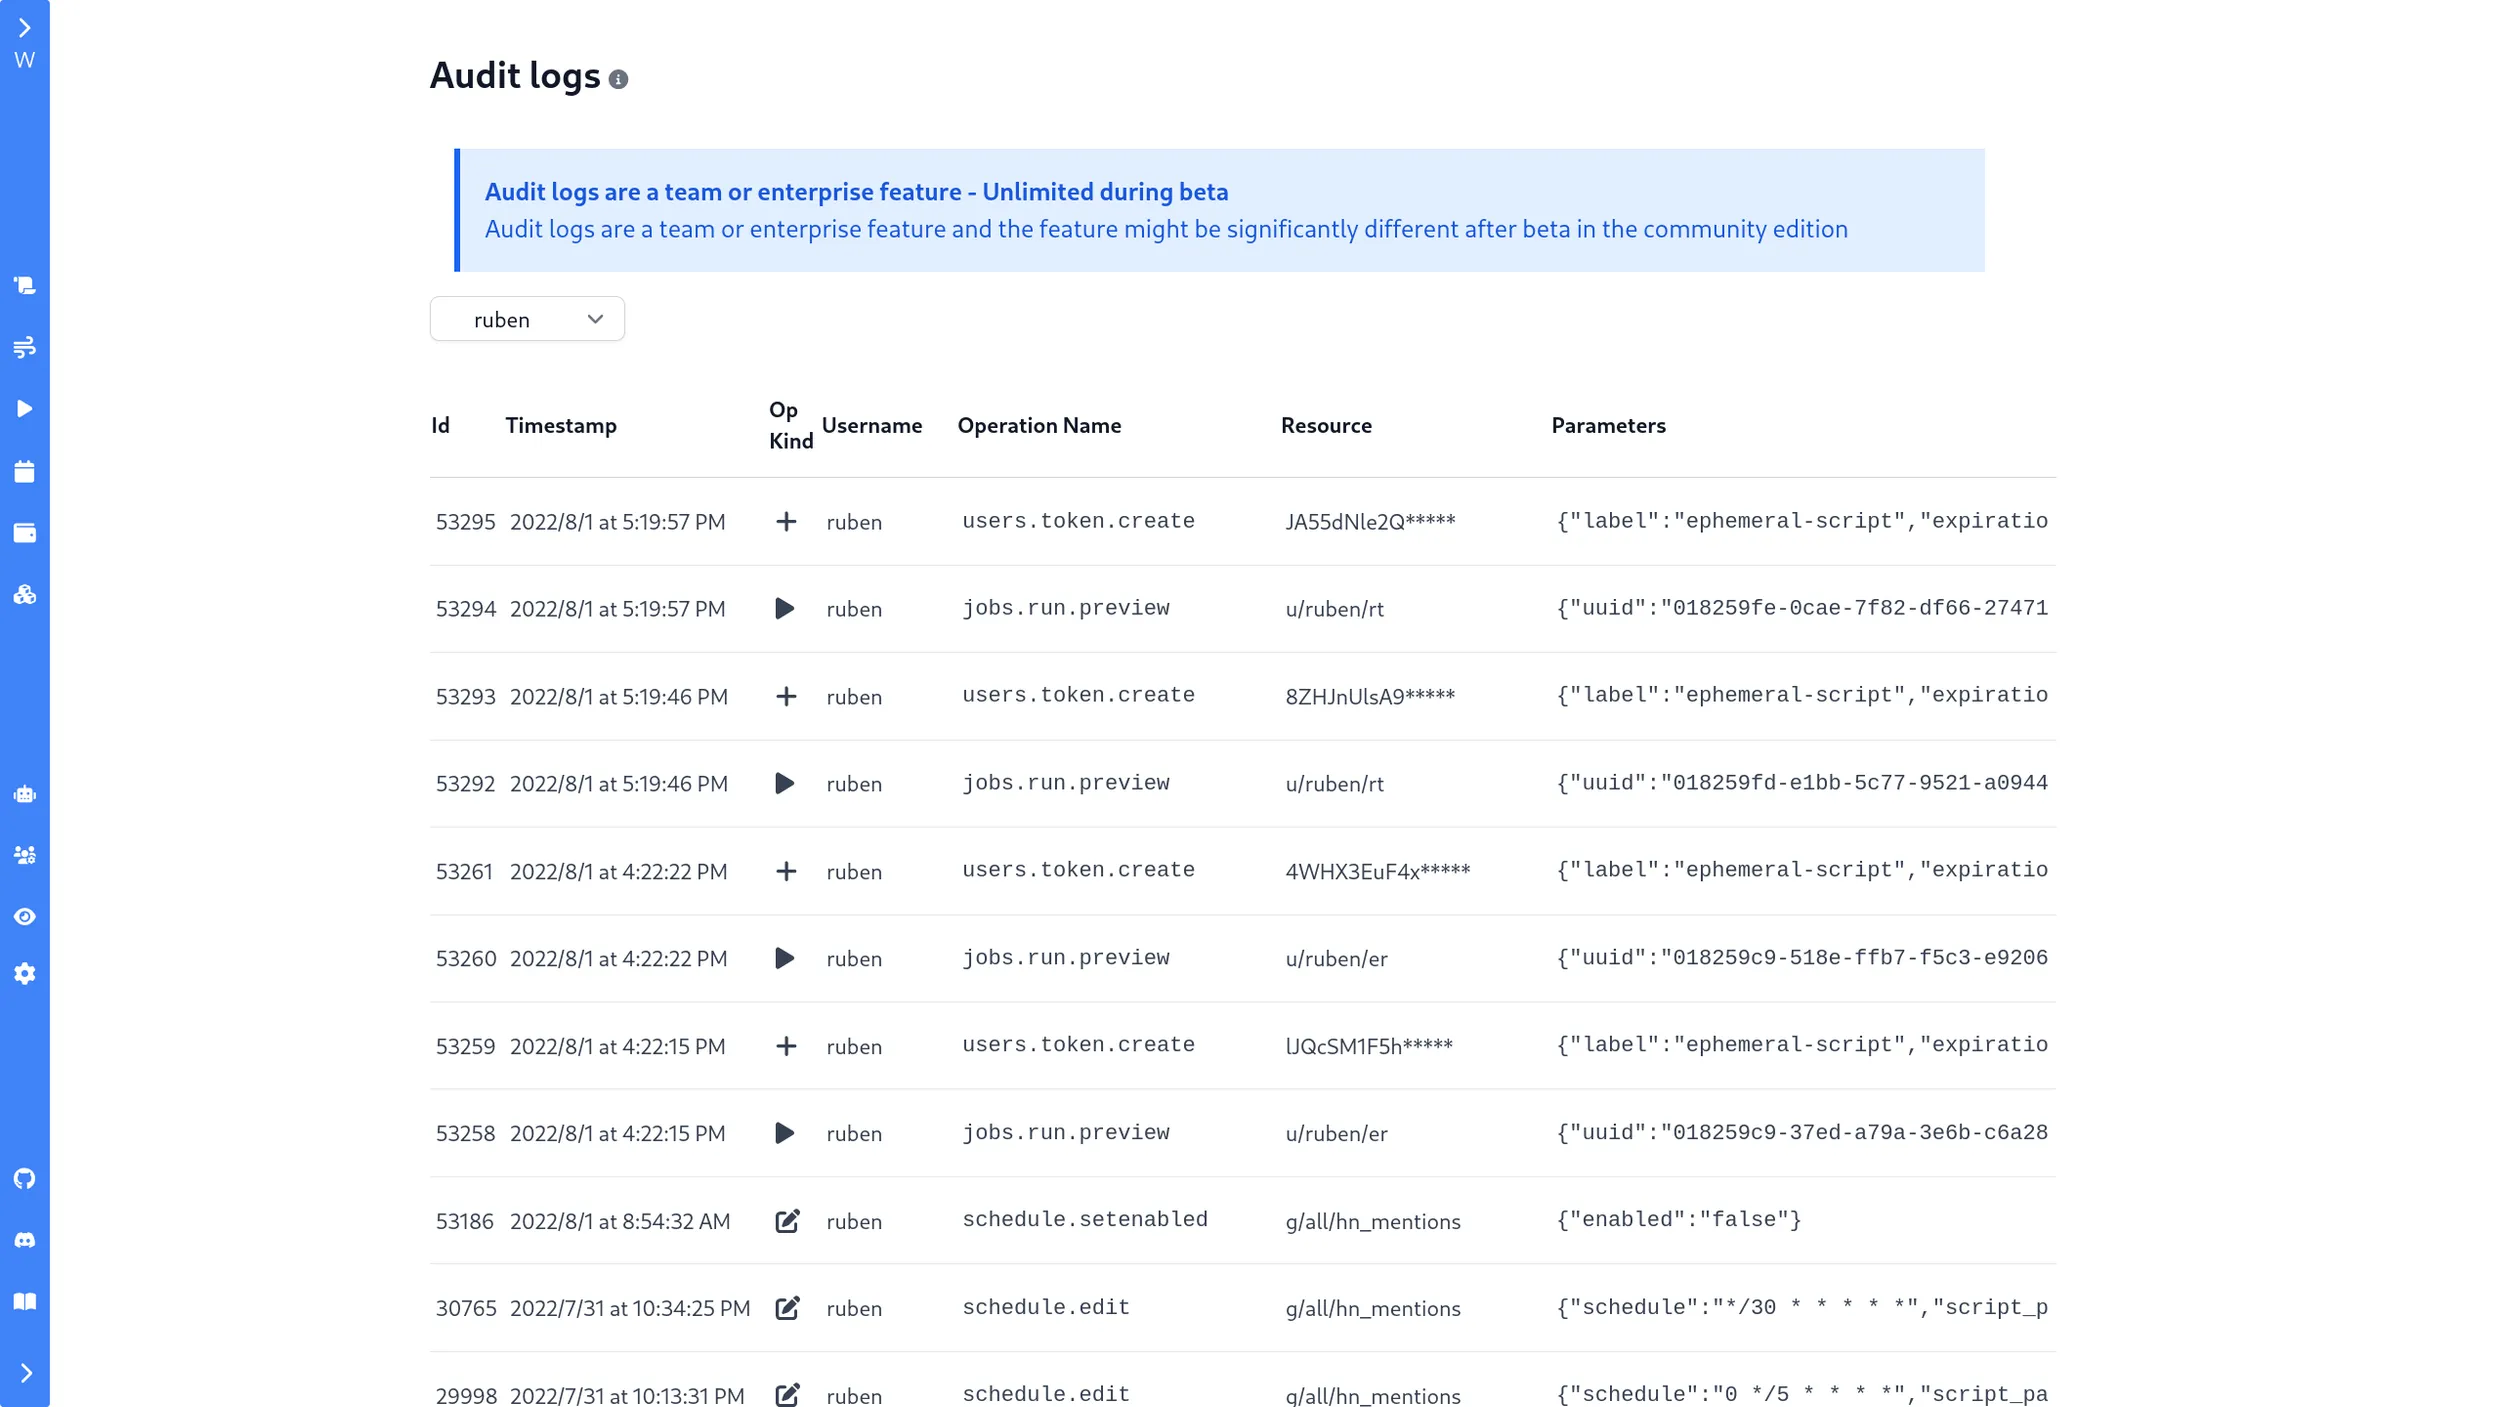 W
Audit logs
Audit logs are a team or enterprise feature - Unlimited during beta
Audit logs are a team or enterprise feature and the feature might be significantly different after beta in the community edition
ruben
Id Timestamp Op Kind Username Operation Name Resource Parameters
53295 2022/8/1 at 5:19:57 PM ruben users.token.create JA55dNle2Q***** {"label":"ephemeral-script","expiratio
53294 2022/8/1 at 5:19:57 PM ruben jobs.run.preview u/ruben/rt {"uuid":"018259fe-0cae-7f82-df66-27471
53293 2022/8/1 at 5:19:46 PM ruben users.token.create 8ZHJnUlsA9***** {"label":"ephemeral-script","expiratio
53292 2022/8/1 at 5:19:46 PM ruben jobs.run.preview u/ruben/rt {"uuid":"018259fd-e1bb-5c77-9521-a0944
53261 2022/8/1 at 4:22:22 PM ruben users.token.create 4WHX3EuF4x***** {"label":"ephemeral-script","expiratio
53260 2022/8/1 at 4:22:22 PM ruben jobs.run.preview u/ruben/er {"uuid":"018259c9-518e-ffb7-f5c3-e9206
53259 2022/8/1 at 4:22:15 PM ruben users.token.create lJQcSM1F5h***** {"label":"ephemeral-script","expiratio
53258 2022/8/1 at 4:22:15 PM ruben jobs.run.preview u/ruben/er {"uuid":"018259c9-37ed-a79a-3e6b-c6a28
53186 2022/8/1 at 8:54:32 AM ruben schedule.setenabled g/all/hn_mentions {"enabled":"false"}
30765 2022/7/31 at 10:34:25 PM ruben schedule.edit g/all/hn_mentions {"schedule":"*/30 * * * * *","script_p
29998 2022/7/31 at 10:13:31 PM ruben schedule.edit g/all/hn_mentions {"schedule":"0 */5 * * * *","script_pa